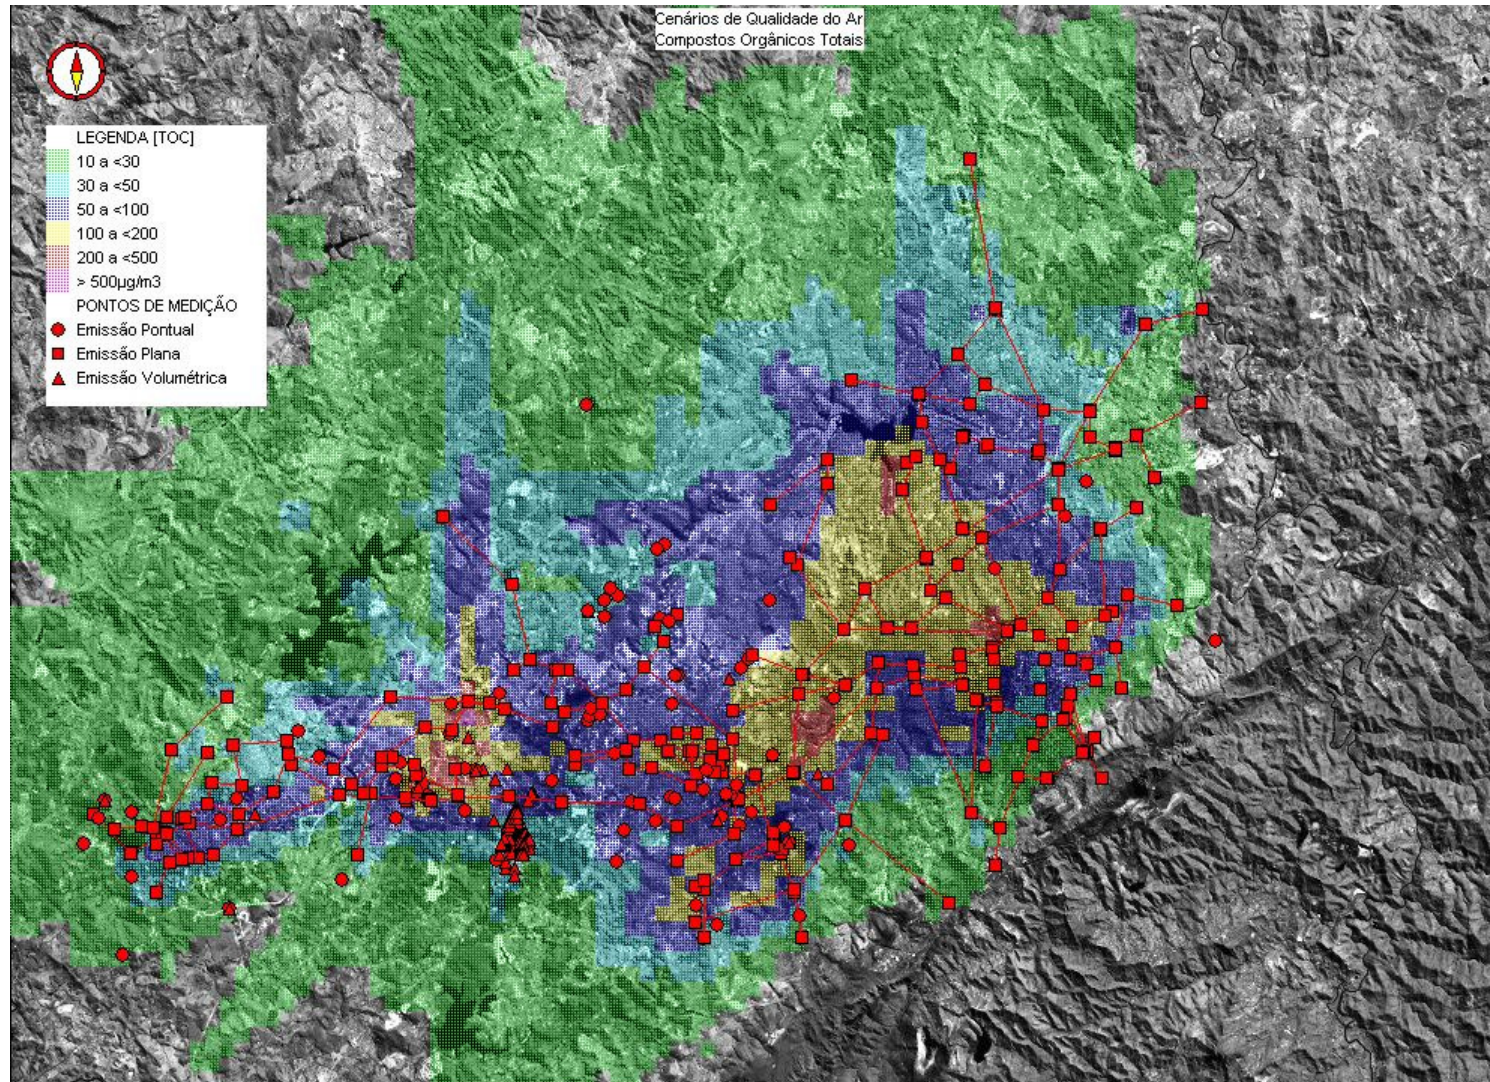 Cenários de Qualidade do Ar
Compostos Orgânicos Totais
LEGENDA [TOC]
10 a <30
30 a <50
50 a <100
100 a <200
200 a <500
> 500µg/m3
PONTOS DE MEDIÇÃO
Emissão Pontual
Emissão Plana
Emissão Volumétrica